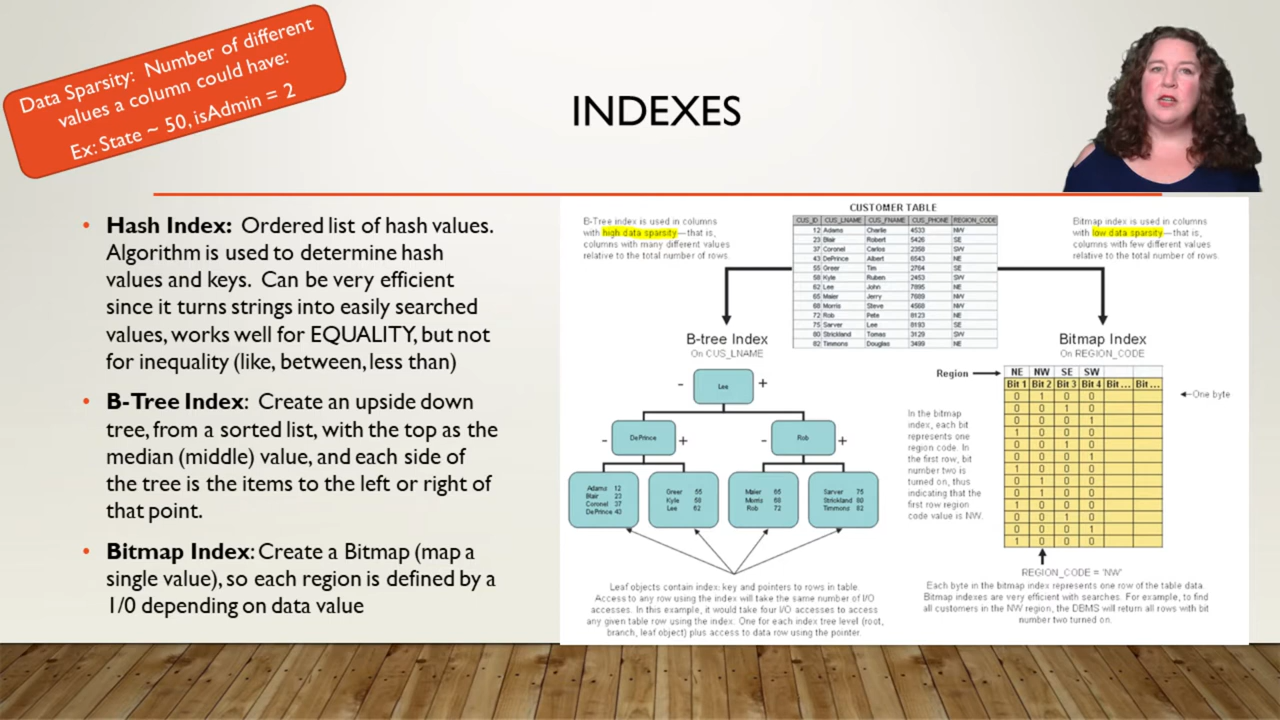 Data Sparsity: Number of different
values a column could have:
Ex: State ~ 50, isAdmin = 2
INDEXES
• Hash Index: Ordered list of hash values.
Algorithm is used to determine hash
values and keys. Can be very efficient
since it turns strings into easily searched
values, works well for EQUALITY, but not
for inequality (like, between, less than)
• B-Tree Index: Create an upside down
tree, from a sorted list, with the top as the
median (middle) value, and each side of
the tree is the items to the left or right of
that point.
• Bitmap Index: Create a Bitmap (map a
single value), so each region is defined by a
1/0 depending on data value
B-Tree index is used in columns
with high data sparsity—that is,
columns with many different values
relative to the total number of rows.
CUSTOMER TABLE
CUS_ID CUS_LNAME CUS_FNAME CUS_PHONE REGION_CODE
12 Adams Charlie 4533 NW
23 Blair Robert 5426 SE
37 Coronel Carlos 2358 SW
43 DePrince Albert 6543 NE
55 Greer Tim 2764 SE
58 Kyle Ruben 2453 SW
62 Lee John 7895 NE
65 Maier Jerry 7689 NW
68 Morris Steve 4568 NW
72 Rob Pete 8123 NE
75 Sarver Lee 8193 SE
80 Strickland Tomas 3129 SW
82 Timmons Douglas 3499 NE
Bitmap index is used in columns
with low data sparsity—that is,
columns with few different values
relative to the total number of rows.
B-tree Index
On CUS_LNAME
- Lee +
- DePrince +
- Rob +
Adams 12
Blair 23
Coronel 37
DePrince 43
Greer 55
Kyle 58
Lee 62
Maier 65
Morris 68
Rob 72
Sarver 75
Strickland 80
Timmons 82
Leaf objects contain index: key and pointers to rows in table.
Access to any row using the index will take the same number of I/O
accesses. In this example, it would take four I/O accesses to access
any given table row using the index. One for each index tree level (root,
branch, leaf object) plus access to data row using the pointer.
Bitmap Index
On REGION_CODE
Region
NE NW SE SW
Bit 1 Bit 2 Bit 3 Bit 4 Bit ... Bit ...
0 1 0 0
0 0 1 0
0 0 0 1
1 0 0 0
0 0 1 0
0 0 0 1
1 0 0 0
0 1 0 0
0 1 0 0
1 0 0 0
0 0 1 0
0 0 0 1
1 0 0 0
One byte
In the bitmap
index, each bit
represents one
region code. In
the first row, bit
number two is
turned on, thus
indicating that the
first row region
code value is NW.
REGION_CODE = 'NW'
Each byte in the bitmap index represents one row of the table data.
Bitmap indexes are very efficient with searches. For example, to find
all customers in the NW region, the DBMS will return all rows with bit
number two turned on.